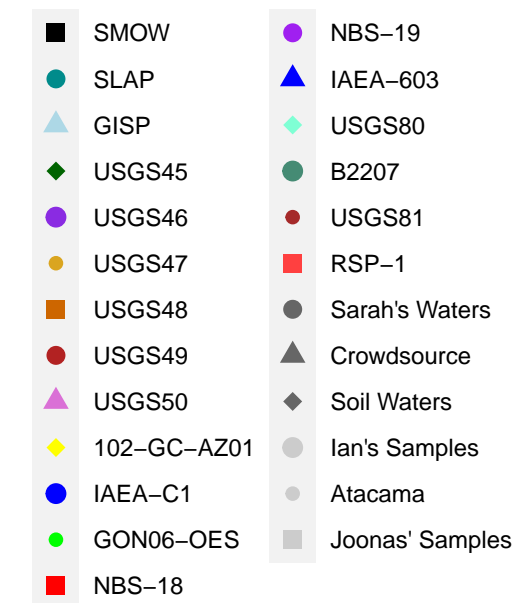 SMOW
SLAP
GISP
USGS45
USGS46
USGS47
USGS48
USGS49
USGS50
102−GC−AZ01
IAEA−C1
GON06−OES
NBS−18
NBS−19
IAEA−603
USGS80
B2207
USGS81
RSP−1
Sarah's Waters
Crowdsource
Soil Waters
Ian's Samples
Atacama
Joonas' Samples